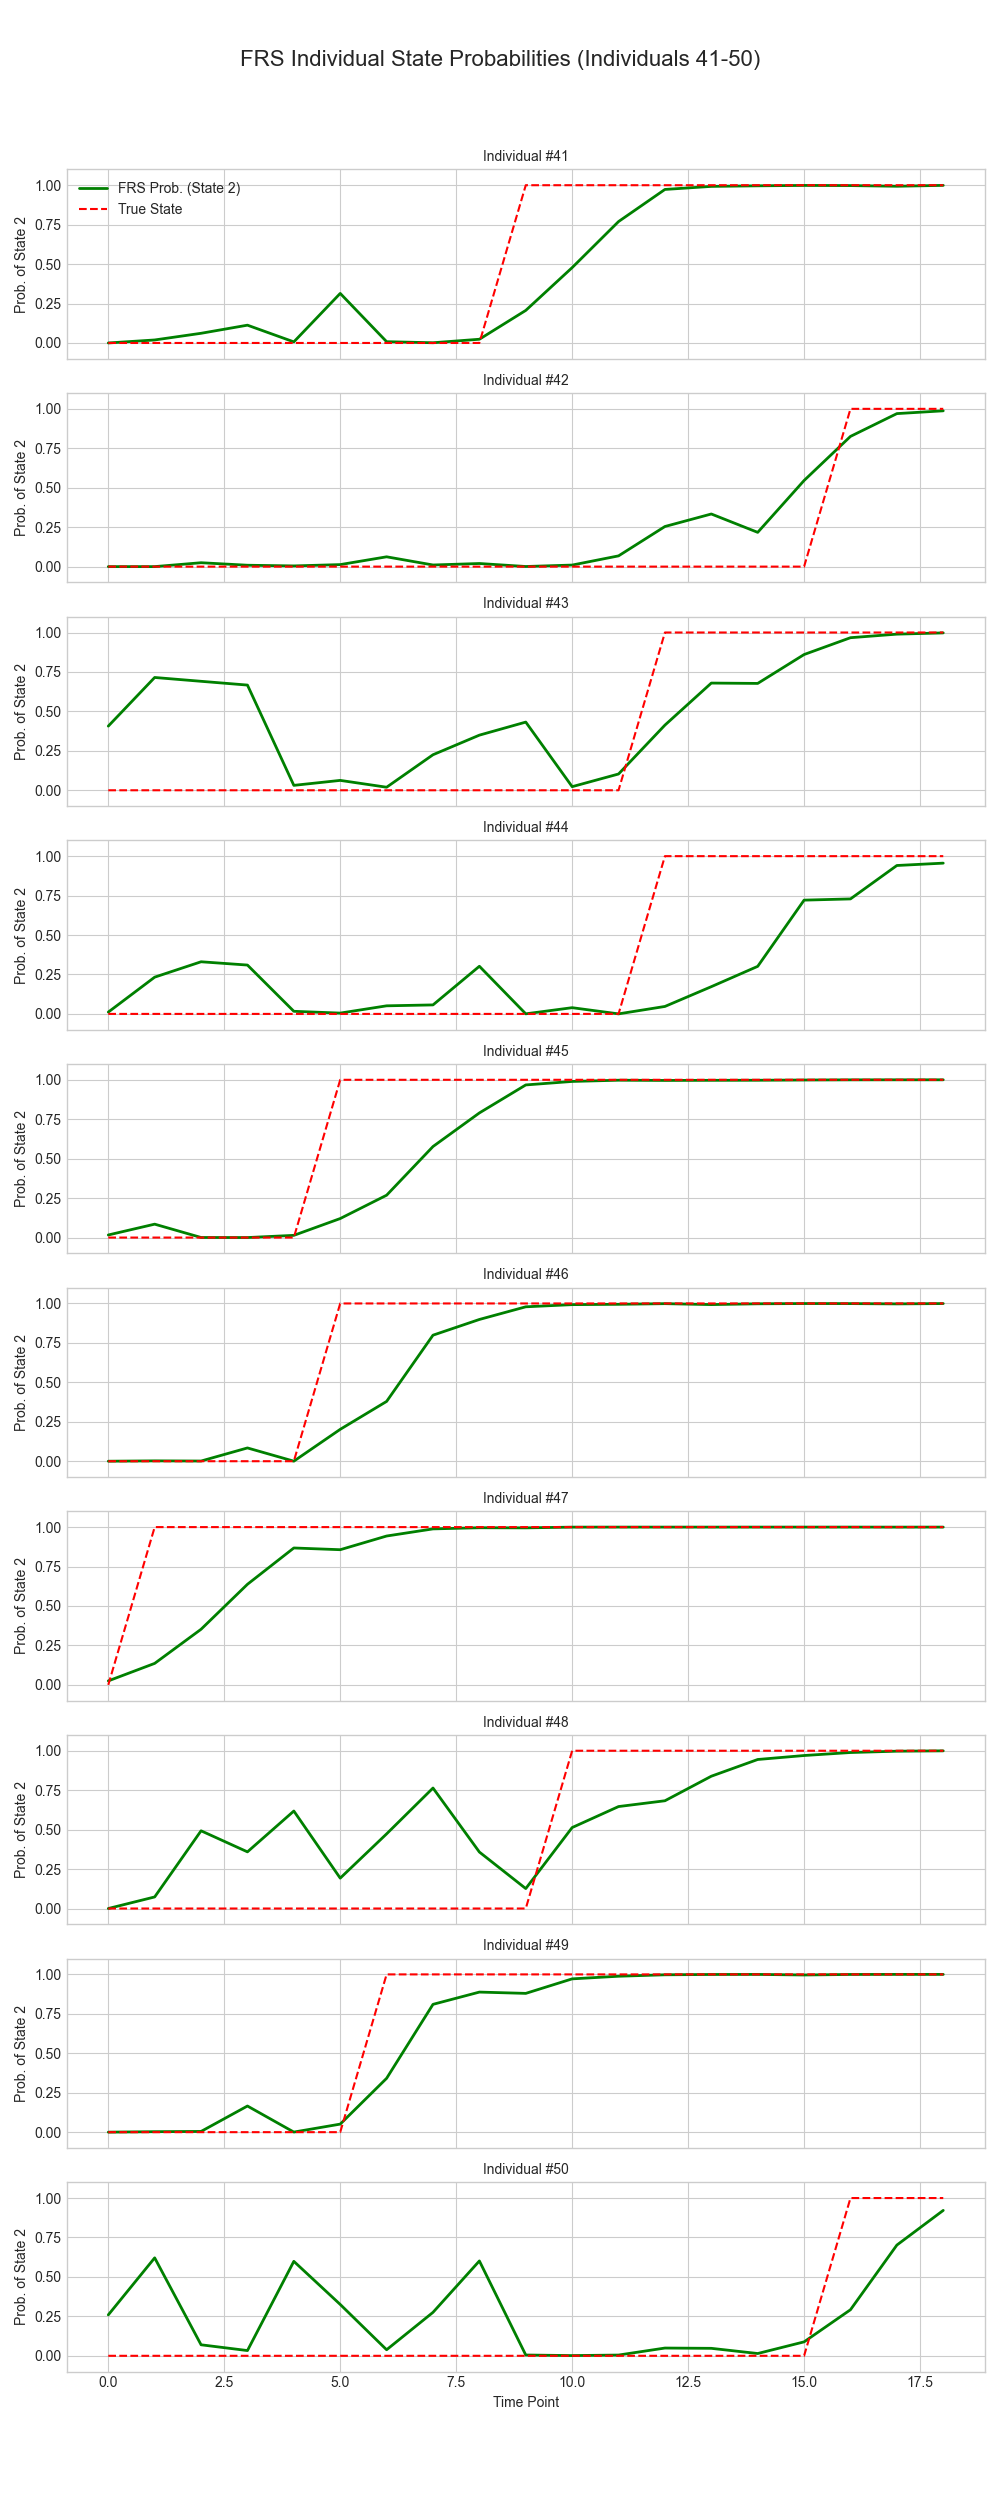 FRS Individual State Probabilities (Individuals 41-50)
Individual #41
FRS Prob. (State 2)
True State
Prob. of State 2
1.00
0.75
0.50
0.25
0.00
Individual #42
Prob. of State 2
1.00
0.75
0.50
0.25
0.00
Individual #43
Prob. of State 2
1.00
0.75
0.50
0.25
0.00
Individual #44
Prob. of State 2
1.00
0.75
0.50
0.25
0.00
Individual #45
Prob. of State 2
1.00
0.75
0.50
0.25
0.00
Individual #46
Prob. of State 2
1.00
0.75
0.50
0.25
0.00
Individual #47
Prob. of State 2
1.00
0.75
0.50
0.25
0.00
Individual #48
Prob. of State 2
1.00
0.75
0.50
0.25
0.00
Individual #49
Prob. of State 2
1.00
0.75
0.50
0.25
0.00
Individual #50
Prob. of State 2
1.00
0.75
0.50
0.25
0.00
0.0 2.5 5.0 7.5 10.0 12.5 15.0 17.5
Time Point